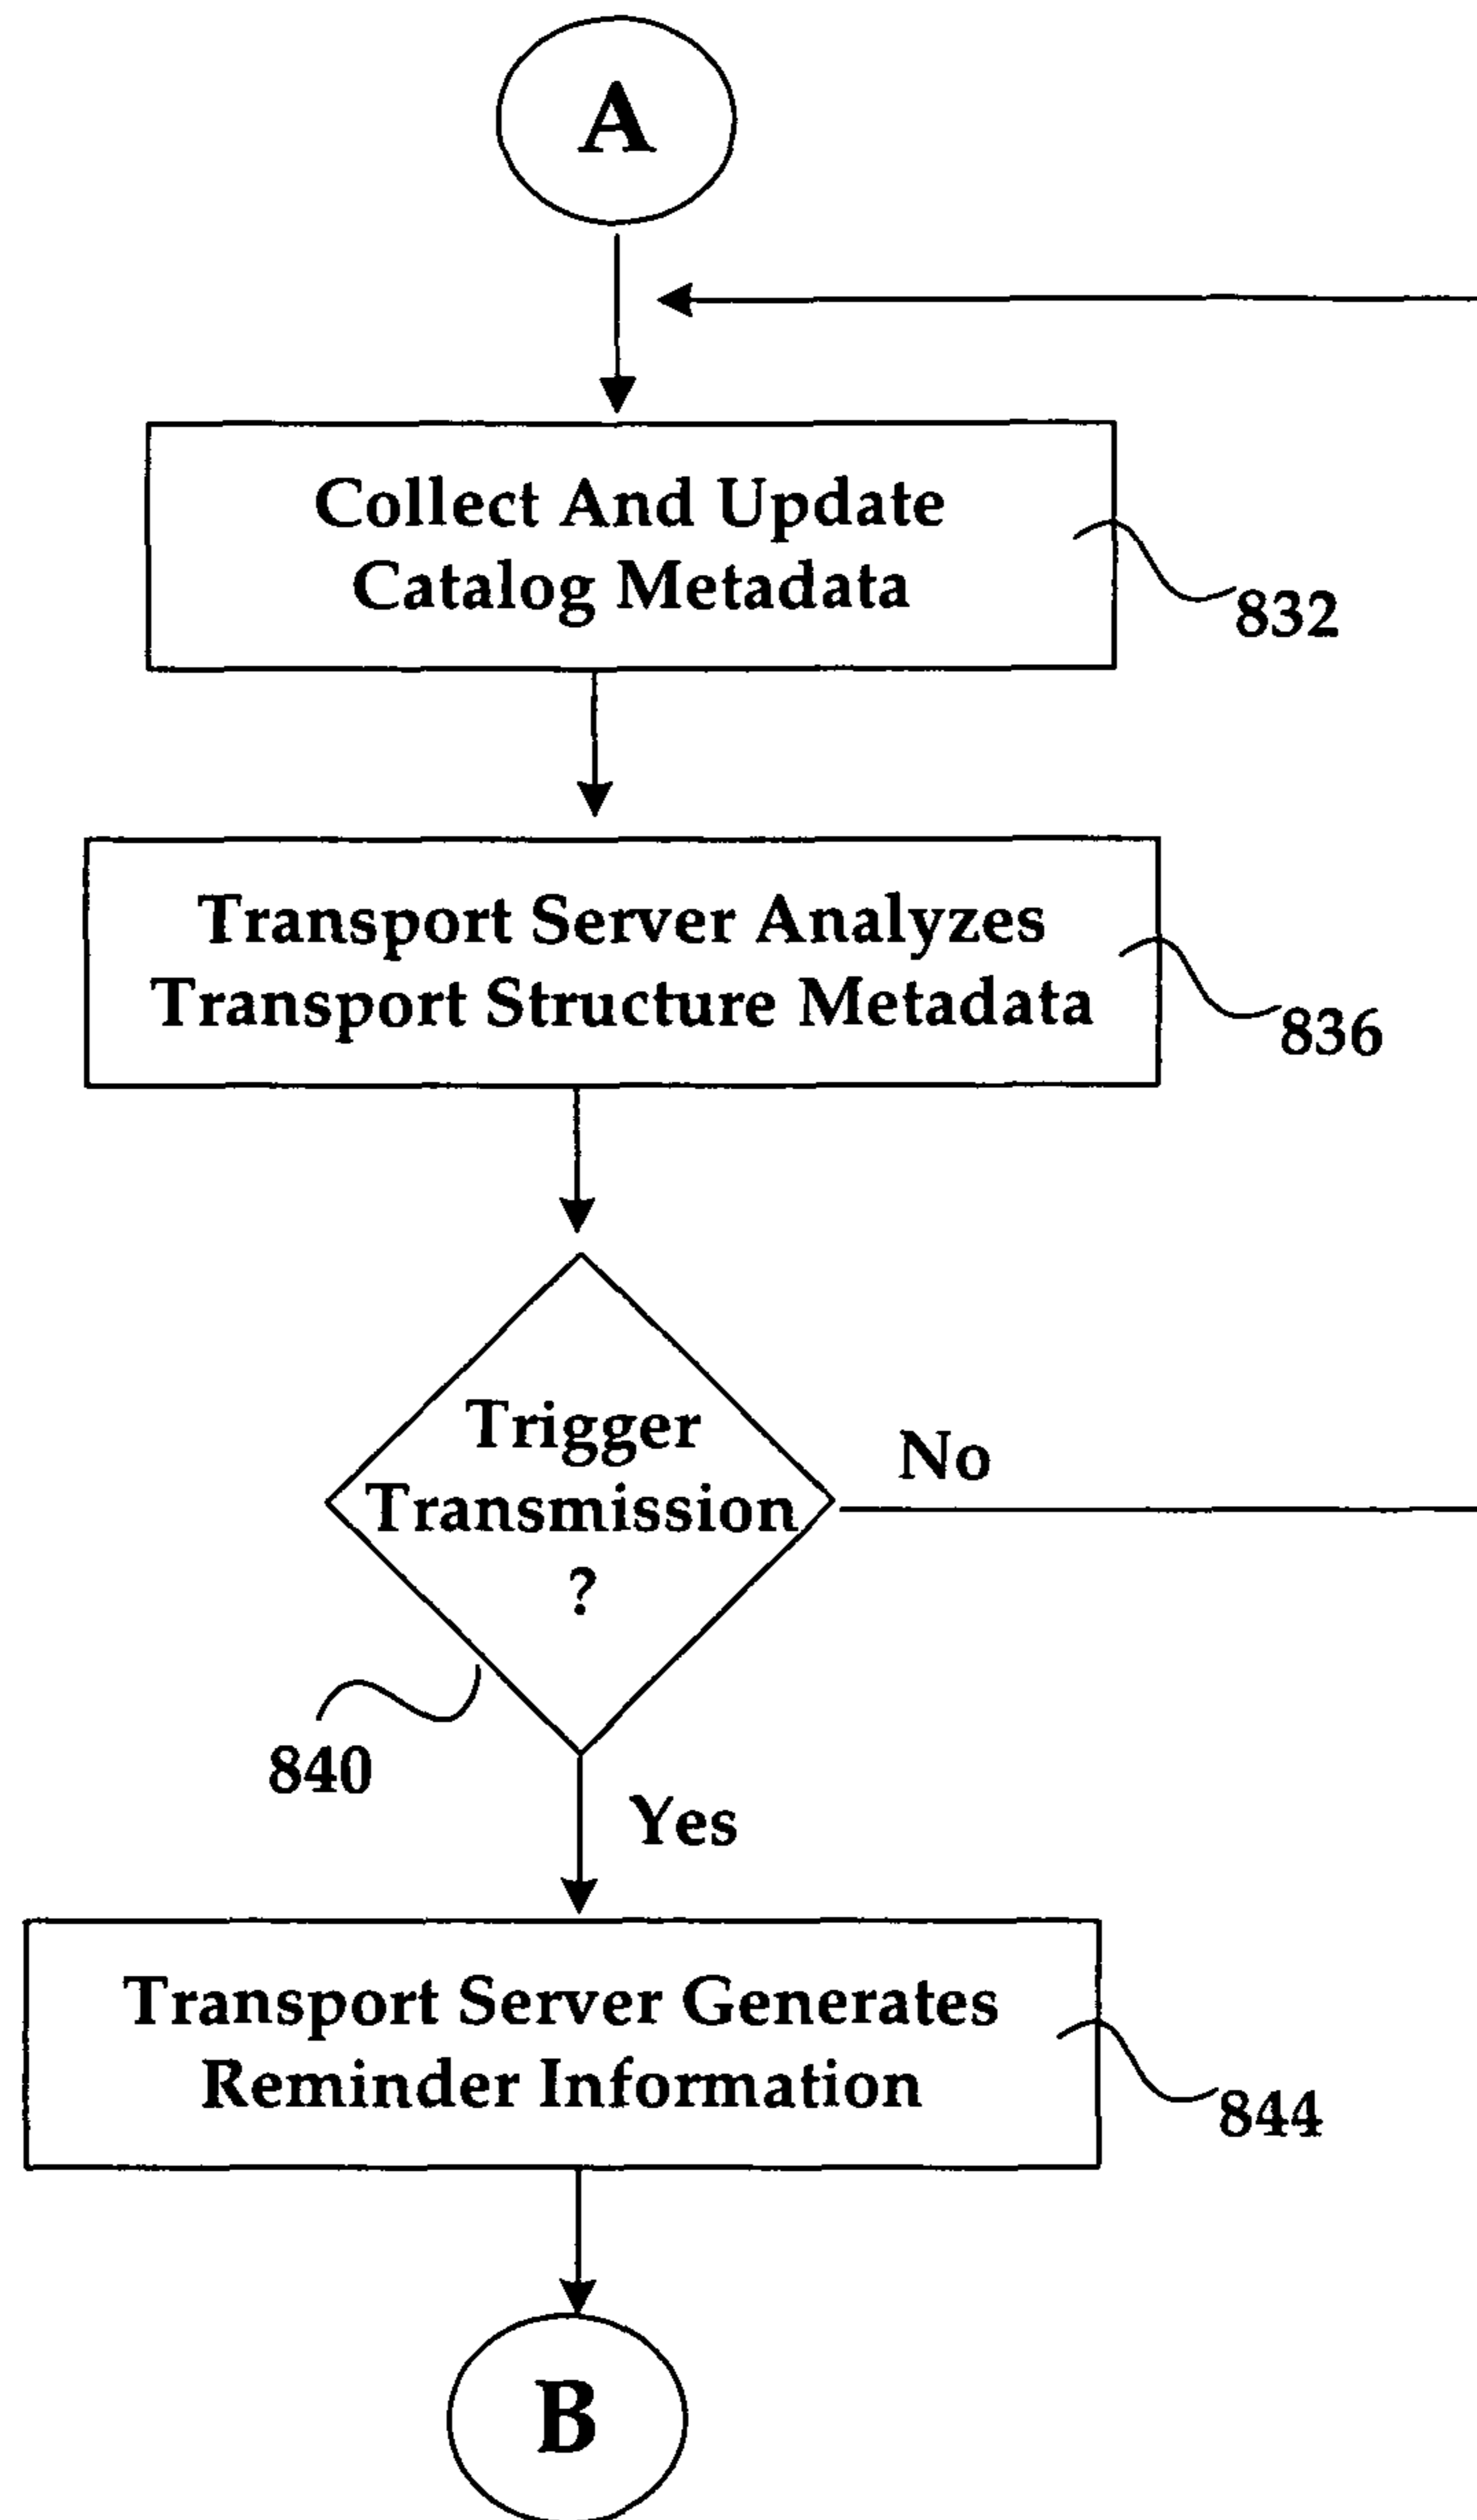 A
Collect And Update
Catalog Metadata
832
Transport Server Analyzes
Transport Structure Metadata
836
Trigger
Transmission
?
No
840
Yes
Transport Server Generates
Reminder Information
844
B